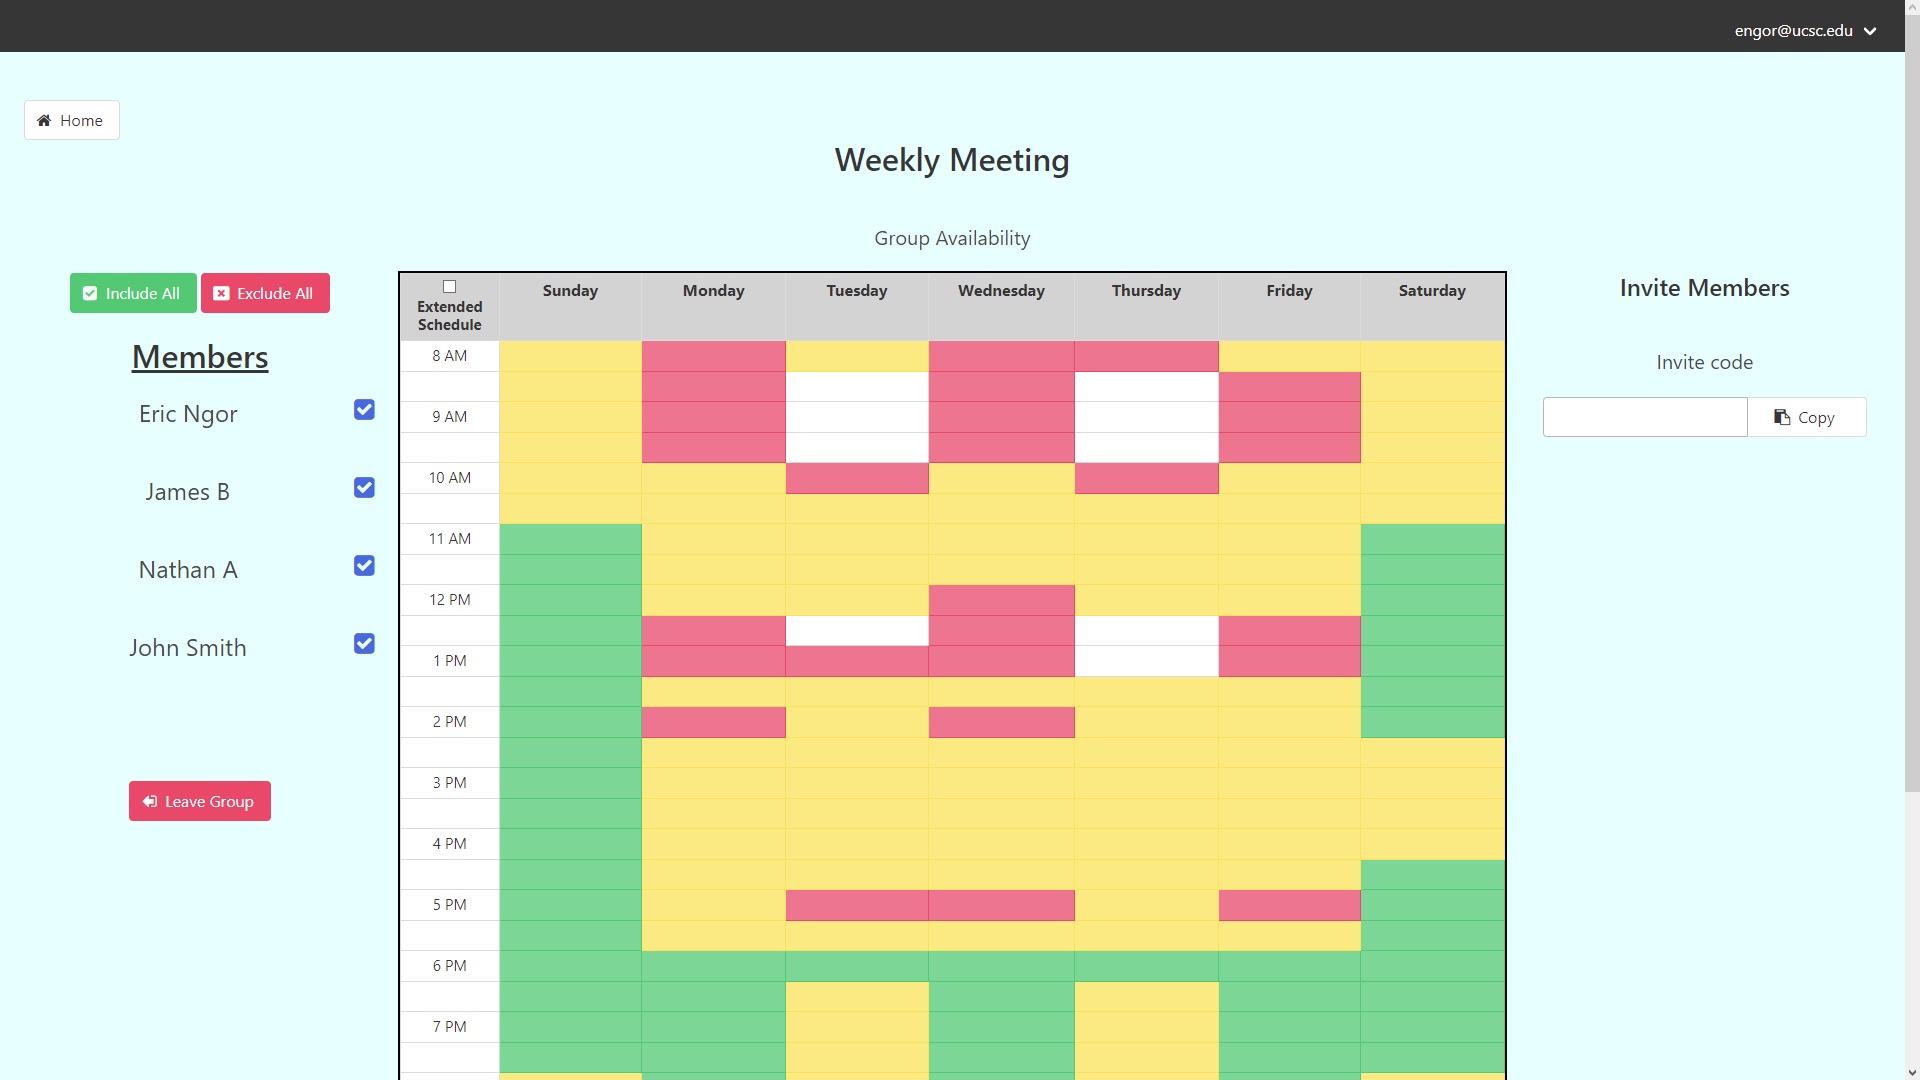 engor@ucsc.edu
Home
Weekly Meeting
Group Availability
Include All
Exclude All
Members
Eric Ngor
James B
Nathan A
John Smith
Leave Group
Extended
Schedule
Sunday
Monday
Tuesday
Wednesday
Thursday
Friday
Saturday
8 AM
9 AM
10 AM
11 AM
12 PM
1 PM
2 PM
3 PM
4 PM
5 PM
6 PM
7 PM
Invite Members
Invite code
Copy